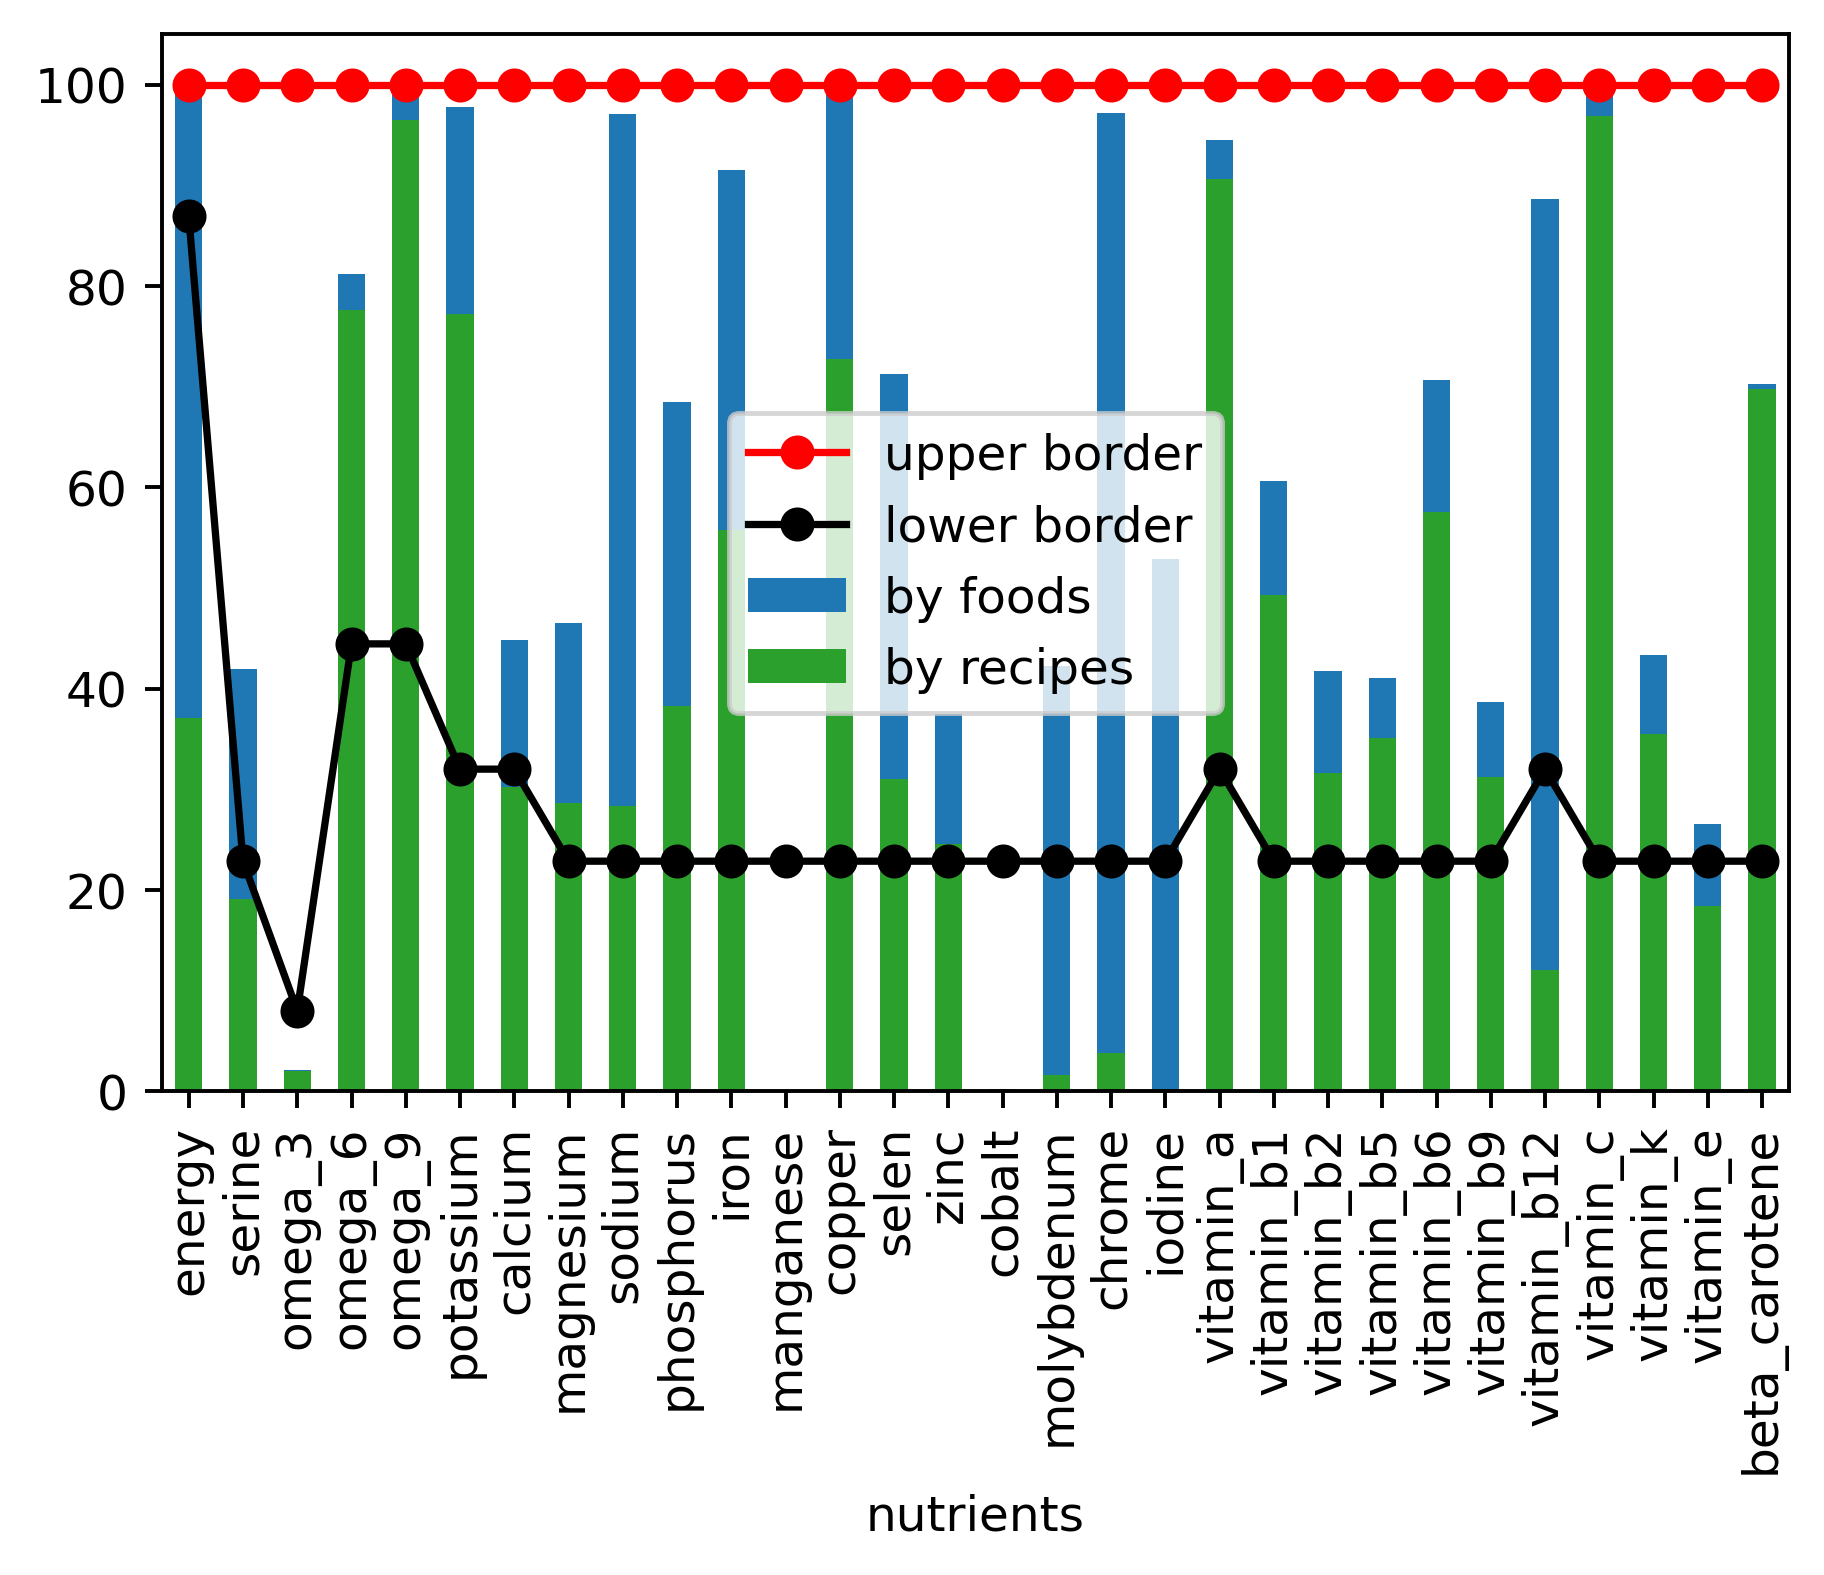 100
80
60
40
20
0
upper border
lower border
by foods
by recipes
energy
serine
omega_3
omega_6
omega_9
potassium
calcium
magnesium
sodium
phosphorus
iron
manganese
copper
selen
zinc
cobalt
molybdenum
chrome
iodine
vitamin_a
vitamin_b1
vitamin_b2
vitamin_b5
vitamin_b6
vitamin_b9
vitamin_b12
vitamin_c
vitamin_k
vitamin_e
beta_carotene
nutrients